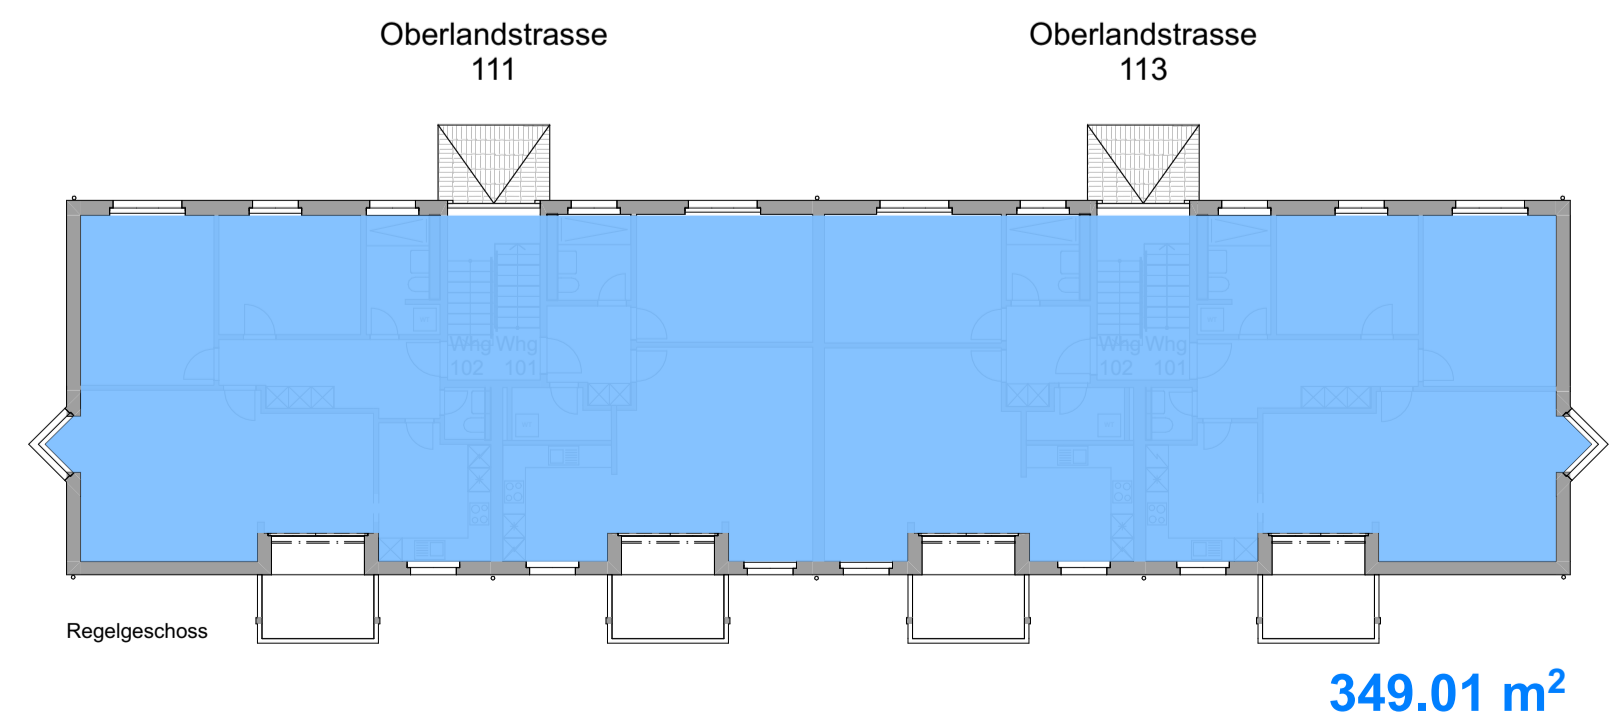 Oberlandstrasse
111
Oberlandstrasse
113
Whg
102
Whg
101
Whg
102
Whg
101
Regelgeschoss
349.01 m²